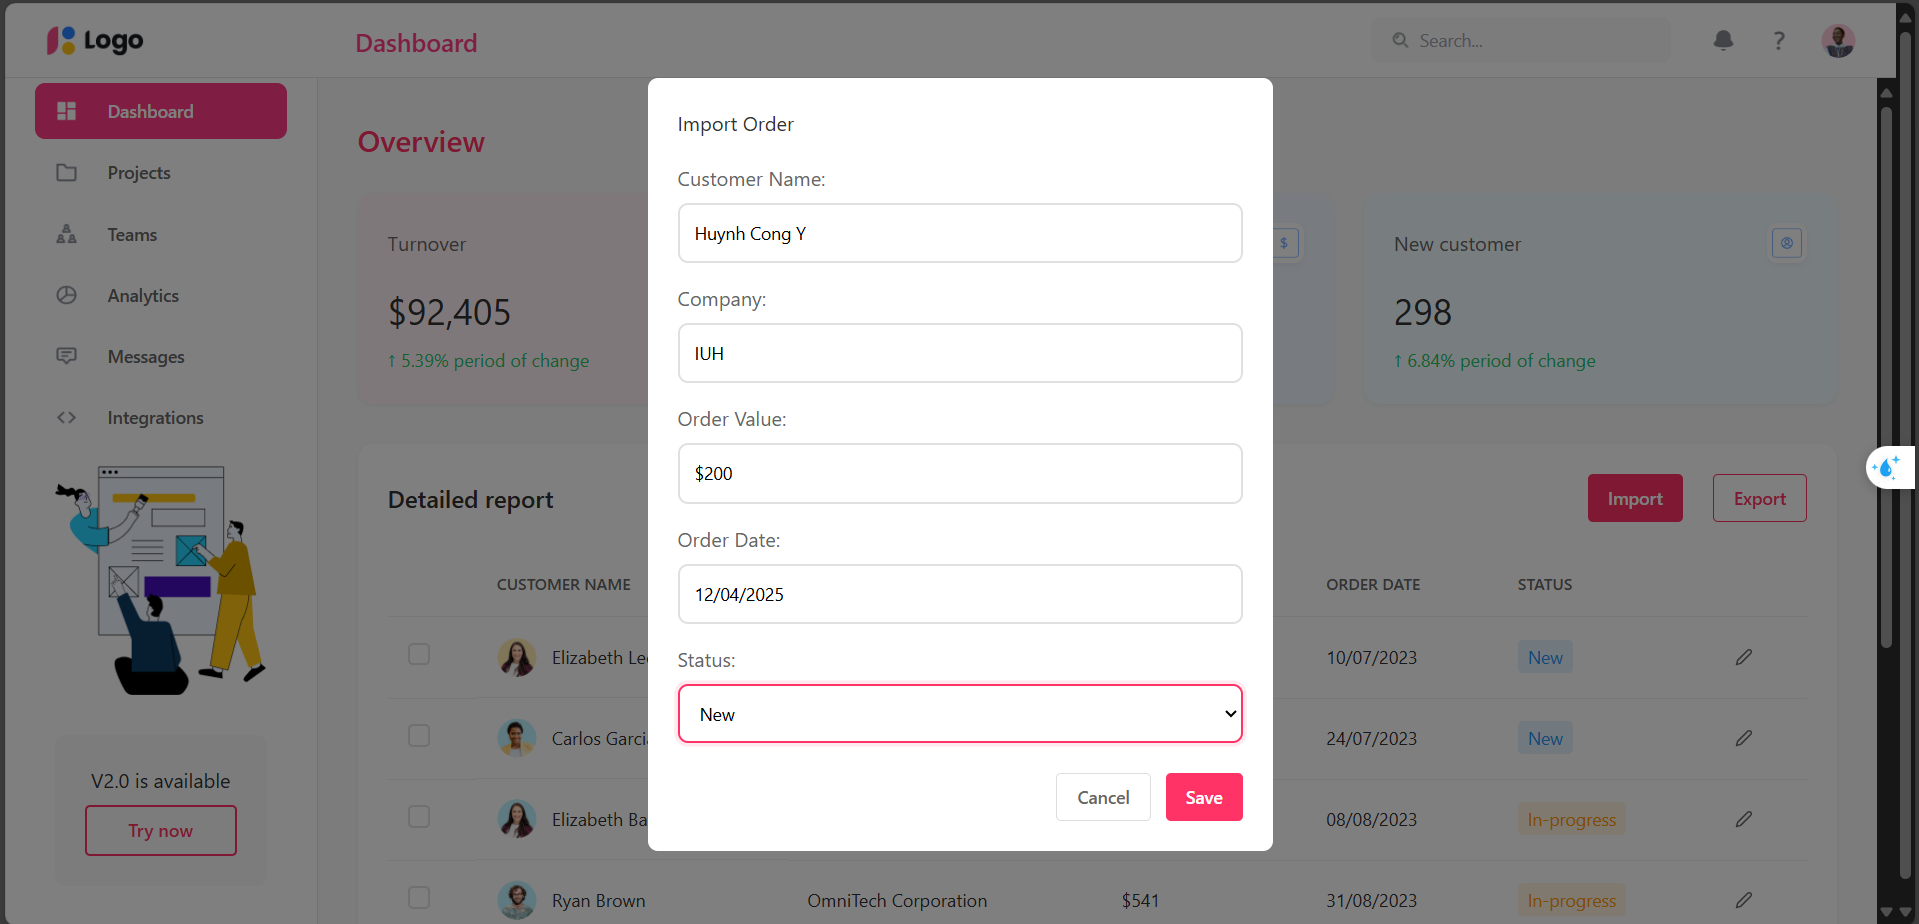 Logo
Dashboard
Search...
?
Dashboard
Projects
Teams
Analytics
Messages
Integrations
V2.0 is available
Try now
Overview
Turnover
$92,405
↑ 5.39% period of change
$
New customer
298
↑ 6.84% period of change
Detailed report
Import
Export
CUSTOMER NAME
ORDER DATE
STATUS
Elizabeth Le
10/07/2023
New
Carlos Garci
24/07/2023
New
Elizabeth Ba
08/08/2023
In-progress
Ryan Brown
OmniTech Corporation
$541
31/08/2023
In-progress
Import Order
Customer Name:
Huynh Cong Y
Company:
IUH
Order Value:
$200
Order Date:
12/04/2025
Status:
New
Cancel
Save